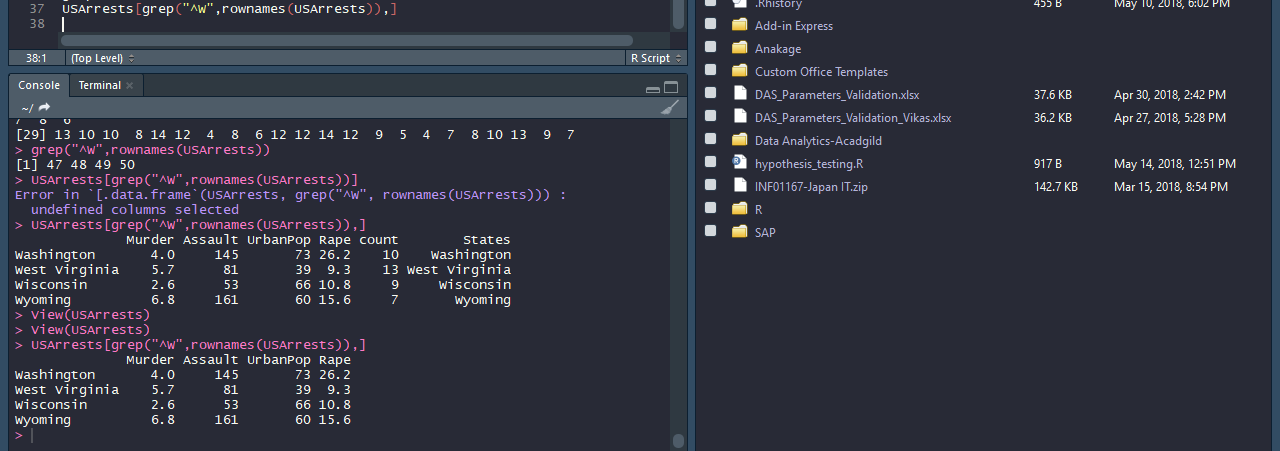 37 USArrests[grep("^W",rownames(USArrests)),]
38
38:1 (Top Level) R Script
Console Terminal
~/
7 8 6
[29] 13 10 10 8 14 12 4 8 6 12 12 14 12 9 5 4 7 8 10 13 9 7
> grep("^W",rownames(USArrests))
[1] 47 48 49 50
> USArrests[grep("^W",rownames(USArrests))]
Error in `[.data.frame`(USArrests, grep("^W", rownames(USArrests))) :
undefined columns selected
> USArrests[grep("^W",rownames(USArrests)),]
Murder Assault UrbanPop Rape count States
Washington 4.0 145 73 26.2 10 Washington
West Virginia 5.7 81 39 9.3 13 West Virginia
Wisconsin 2.6 53 66 10.8 9 Wisconsin
Wyoming 6.8 161 60 15.6 7 Wyoming
> View(USArrests)
> View(USArrests)
> USArrests[grep("^W",rownames(USArrests)),]
Murder Assault UrbanPop Rape
Washington 4.0 145 73 26.2
West Virginia 5.7 81 39 9.3
Wisconsin 2.6 53 66 10.8
Wyoming 6.8 161 60 15.6
>
.Rhistory 455 B May 10, 2018, 6:02 PM
Add-in Express
Anakage
Custom Office Templates
DAS_Parameters_Validation.xlsx 37.6 KB Apr 30, 2018, 2:42 PM
DAS_Parameters_Validation_Vikas.xlsx 36.2 KB Apr 27, 2018, 5:28 PM
Data Analytics-Acadgild
hypothesis_testing.R 917 B May 14, 2018, 12:51 PM
INF01167-Japan IT.zip 142.7 KB Mar 15, 2018, 8:54 PM
R
SAP